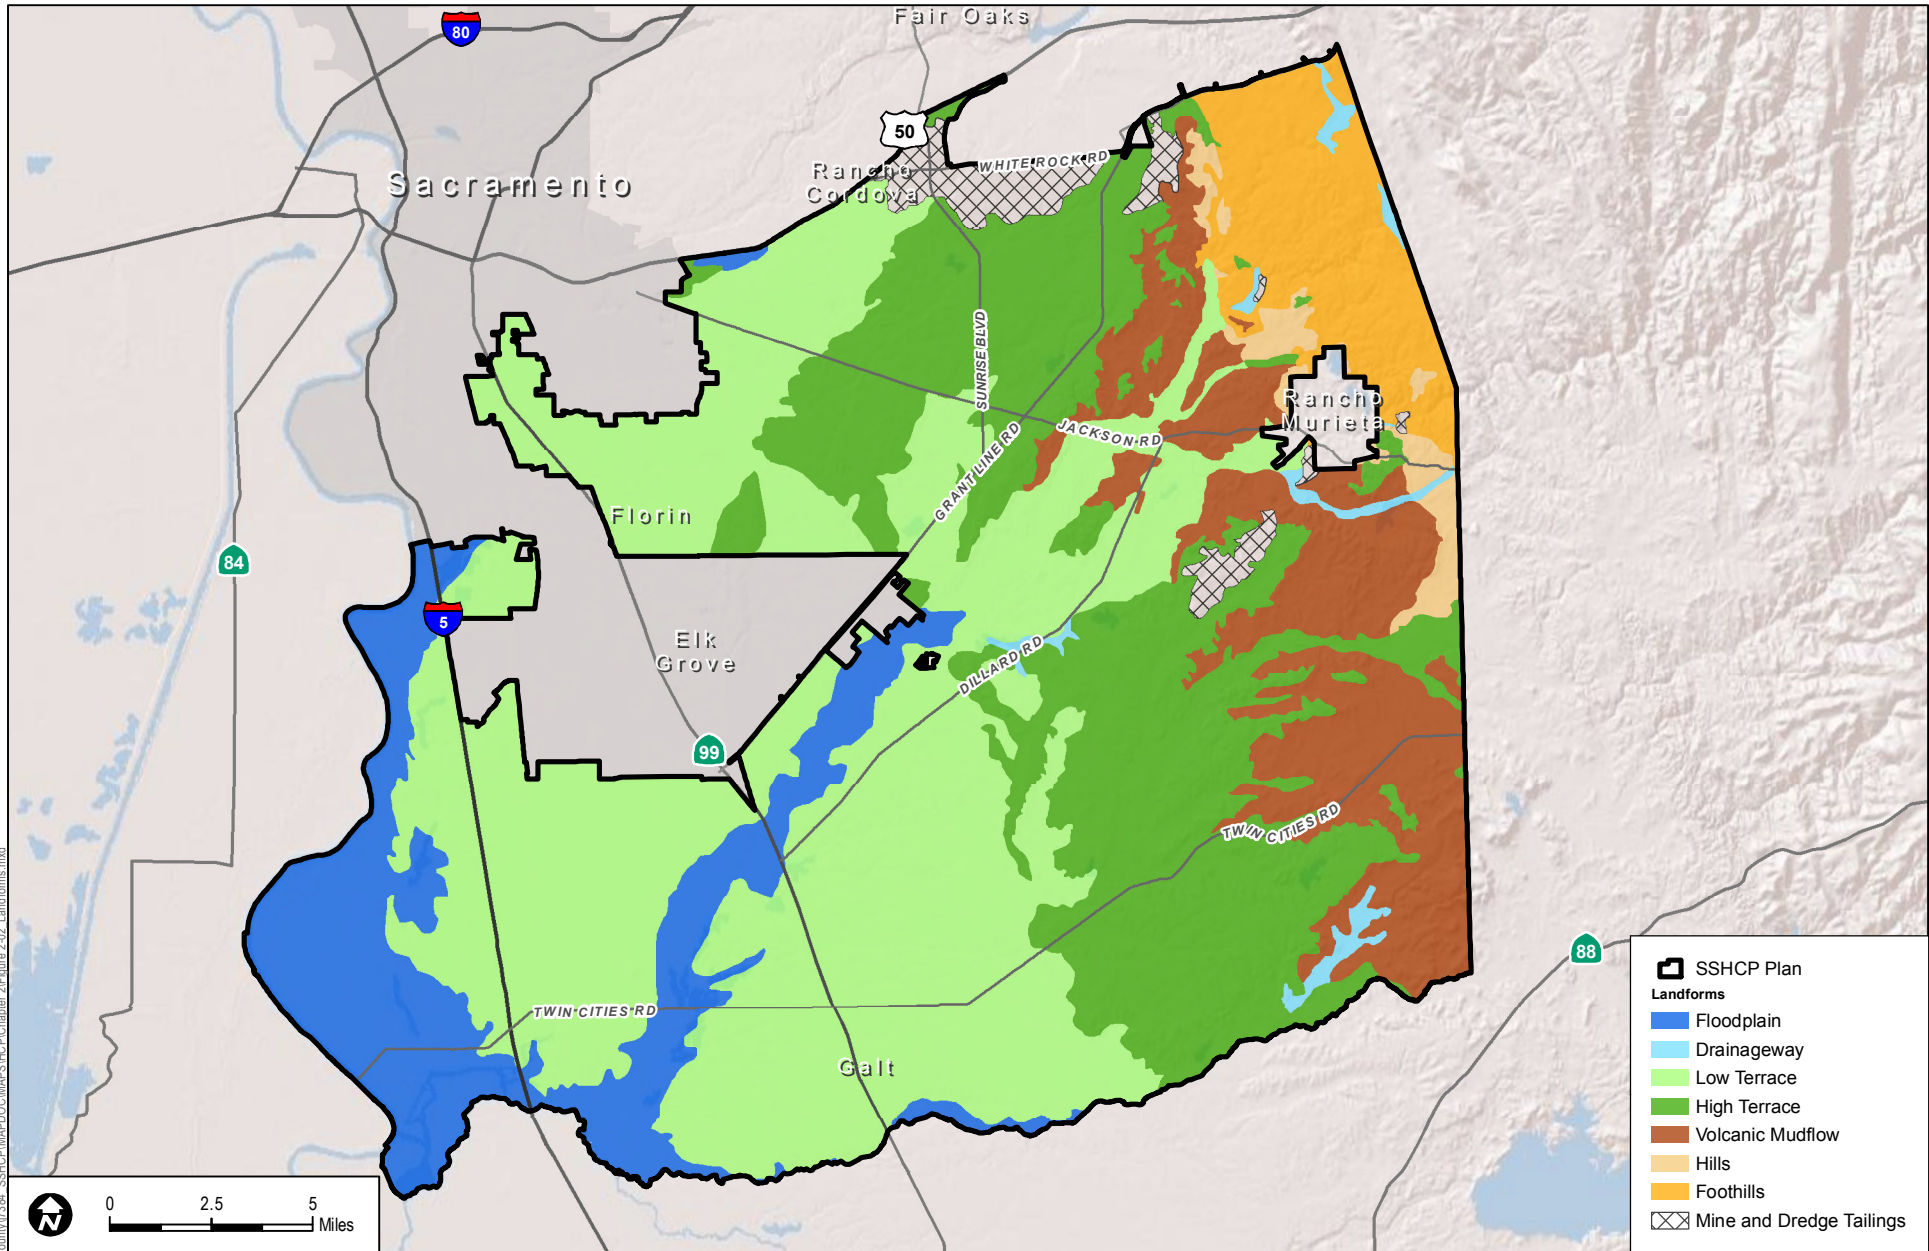 Fair Oaks
80
50
WHITE ROCK RD
Rancho
Cordova
Sacramento
SUNRISE BLVD
Rancho
Murieta
JACKSON RD
GRANT LINE RD
Florin
84
5
Elk
Grove
DILLARD RD
99
TWIN CITIES RD
88
TWIN CITIES RD
Galt
SSHCP Plan
Landforms
Floodplain
Drainageway
Low Terrace
High Terrace
Volcanic Mudflow
Hills
Foothills
Mine and Dredge Tailings
N
0 2.5 5
Miles